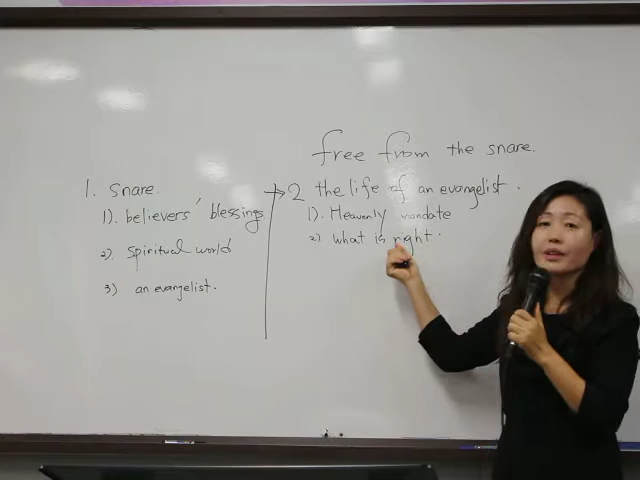 free from the snare.
1. Snare.
1). believers' blessings
2). spiritual world
3) an evangelist.
→ 2 the life of an evangelist.
1). Heavenly mandate
2) what is right.